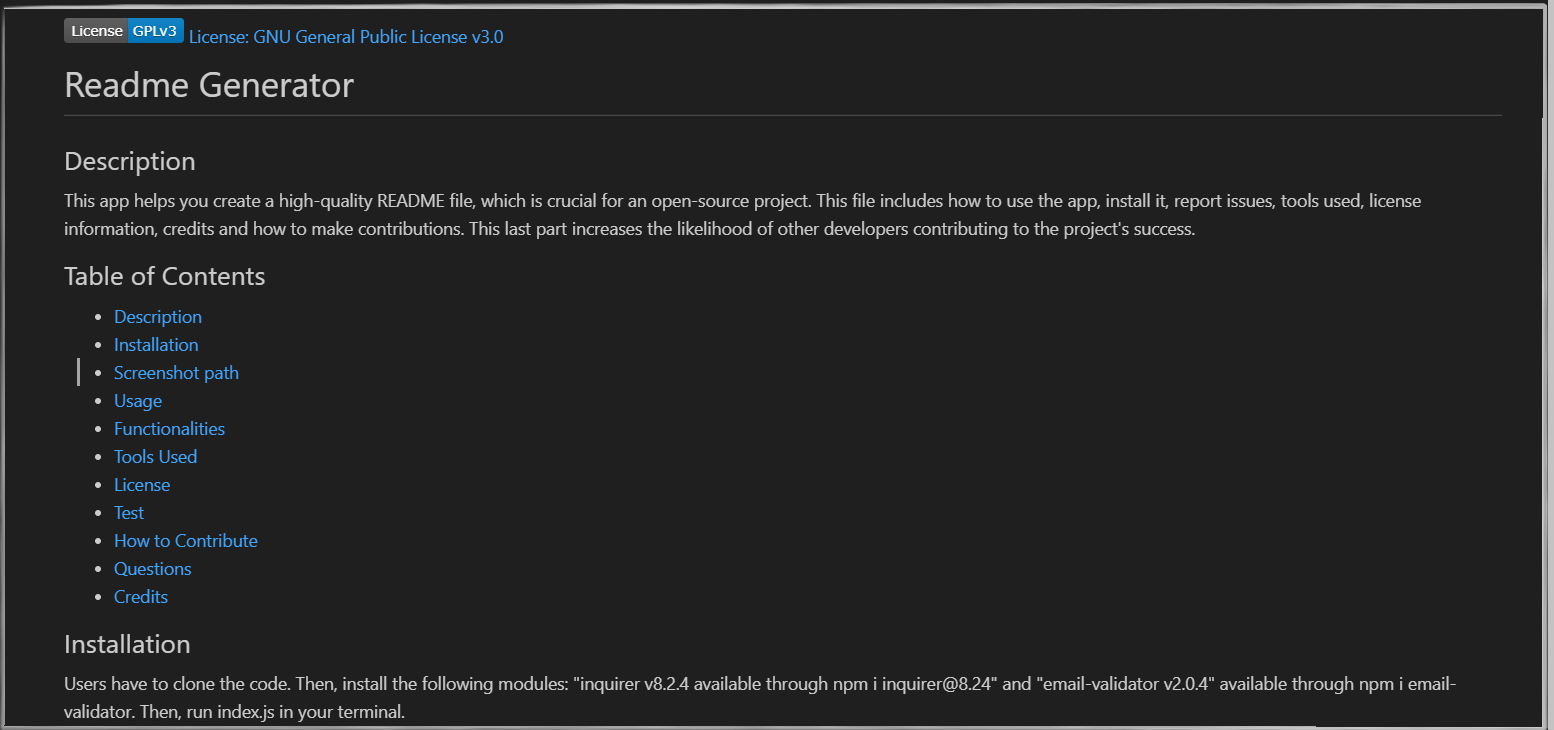 License GPLv3 License: GNU General Public License v3.0
Readme Generator
Description
This app helps you create a high-quality README file, which is crucial for an open-source project. This file includes how to use the app, install it, report issues, tools used, license
information, credits and how to make contributions. This last part increases the likelihood of other developers contributing to the project's success.
Table of Contents
• Description
• Installation
• Screenshot path
• Usage
• Functionalities
• Tools Used
• License
• Test
• How to Contribute
• Questions
• Credits
Installation
Users have to clone the code. Then, install the following modules: "inquirer v8.2.4 available through npm i inquirer@8.24" and "email-validator v2.0.4" available through npm i email-
validator. Then, run index.js in your terminal.